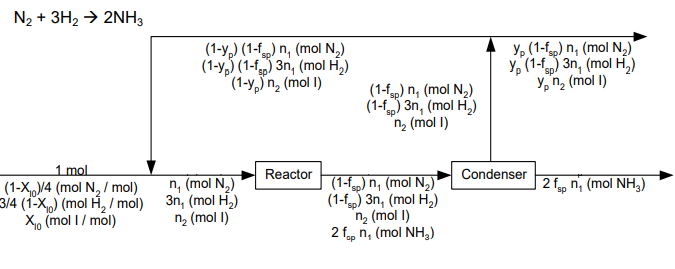 N₂ + 3H₂ → 2NH₃
(1-yₚ) (1-fₛₚ) n₁ (mol N₂)
(1-yₚ) (1-fₛₚ) 3n₁ (mol H₂)
(1-yₚ) n₂ (mol I)
yₚ (1-fₛₚ) n₁ (mol N₂)
yₚ (1-fₛₚ) 3n₁ (mol H₂)
yₚ n₂ (mol I)
(1-fₛₚ) n₁ (mol N₂)
(1-fₛₚ) 3n₁ (mol H₂)
n₂ (mol I)
1 mol
(1-X_I0)/4 (mol N₂ / mol)
3/4 (1-X_I0) (mol H₂ / mol)
X_I0 (mol I / mol)
n₁ (mol N₂)
3n₁ (mol H₂)
n₂ (mol I)
Reactor
(1-fₛₚ) n₁ (mol N₂)
(1-fₛₚ) 3n₁ (mol H₂)
n₂ (mol I)
2 fₛₚ n₁ (mol NH₃)
Condenser
2 fₛₚ n₁ (mol NH₃)